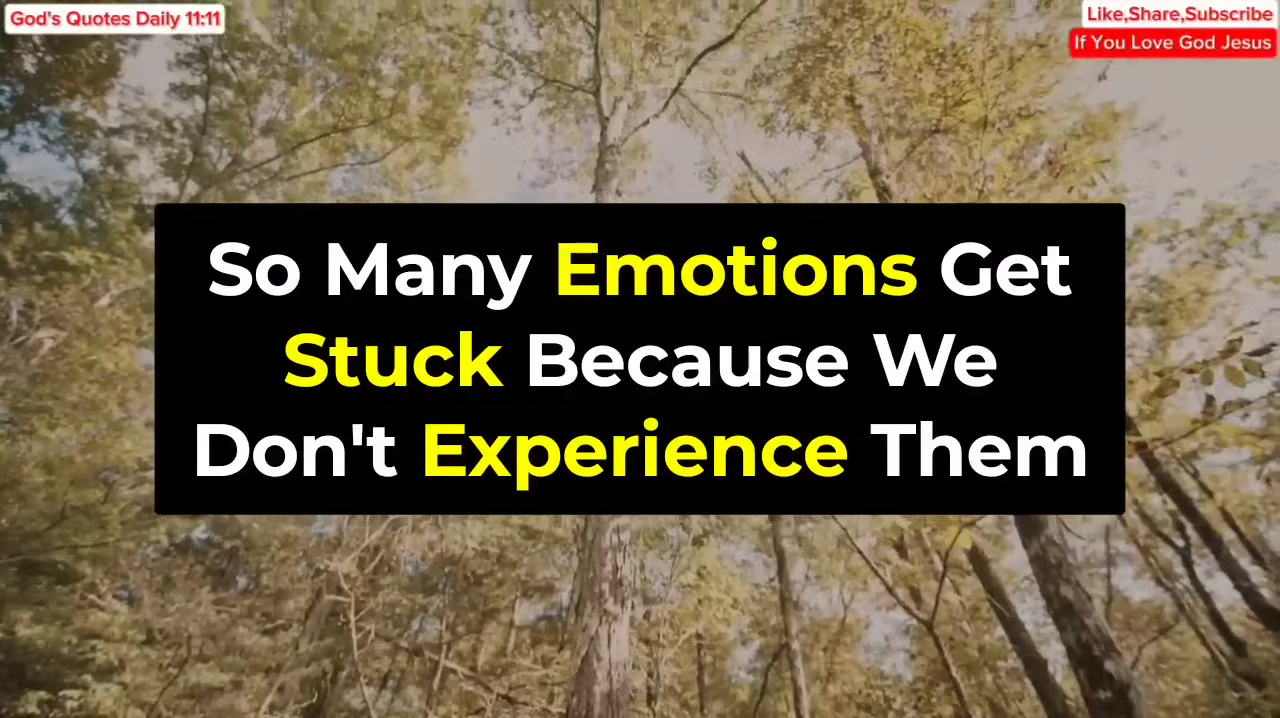 God's Quotes Daily 11:11
Like,Share,Subscribe
If You Love God Jesus
So Many Emotions Get
Stuck Because We
Don't Experience Them